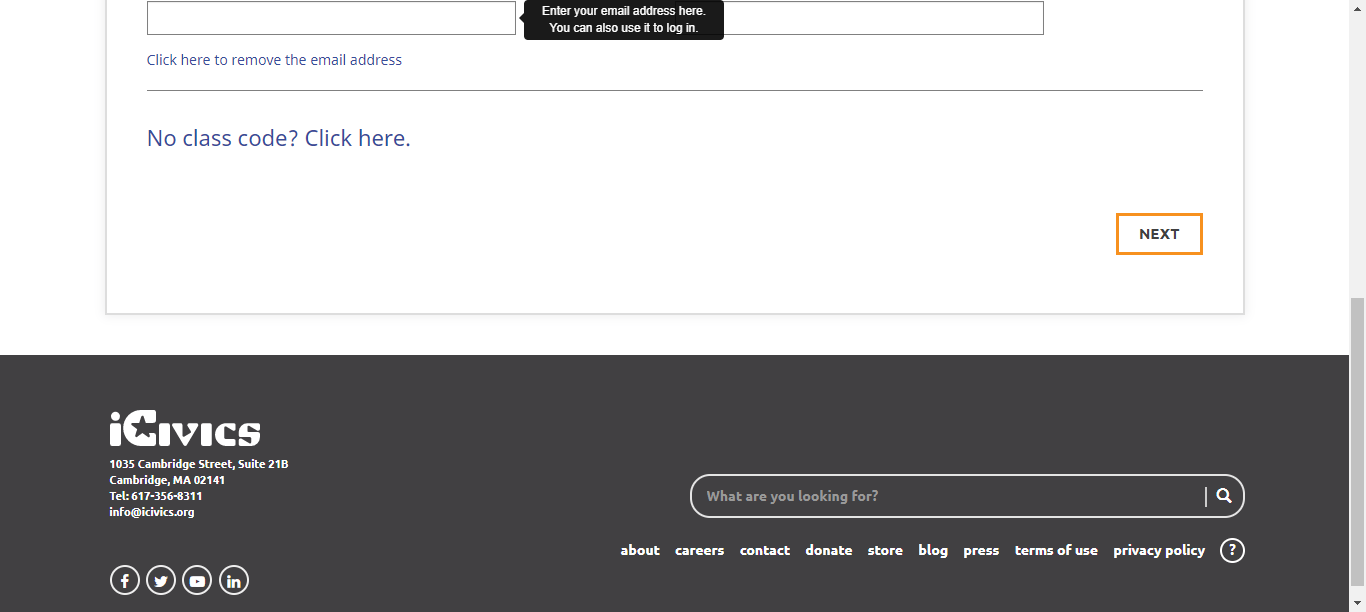 Enter your email address here.
You can also use it to log in.
Click here to remove the email address
No class code? Click here.
NEXT
iCivics
1035 Cambridge Street, Suite 21B
Cambridge, MA 02141
Tel: 617-356-8311
info@icivics.org
What are you looking for?
about careers contact donate store blog press terms of use privacy policy ?